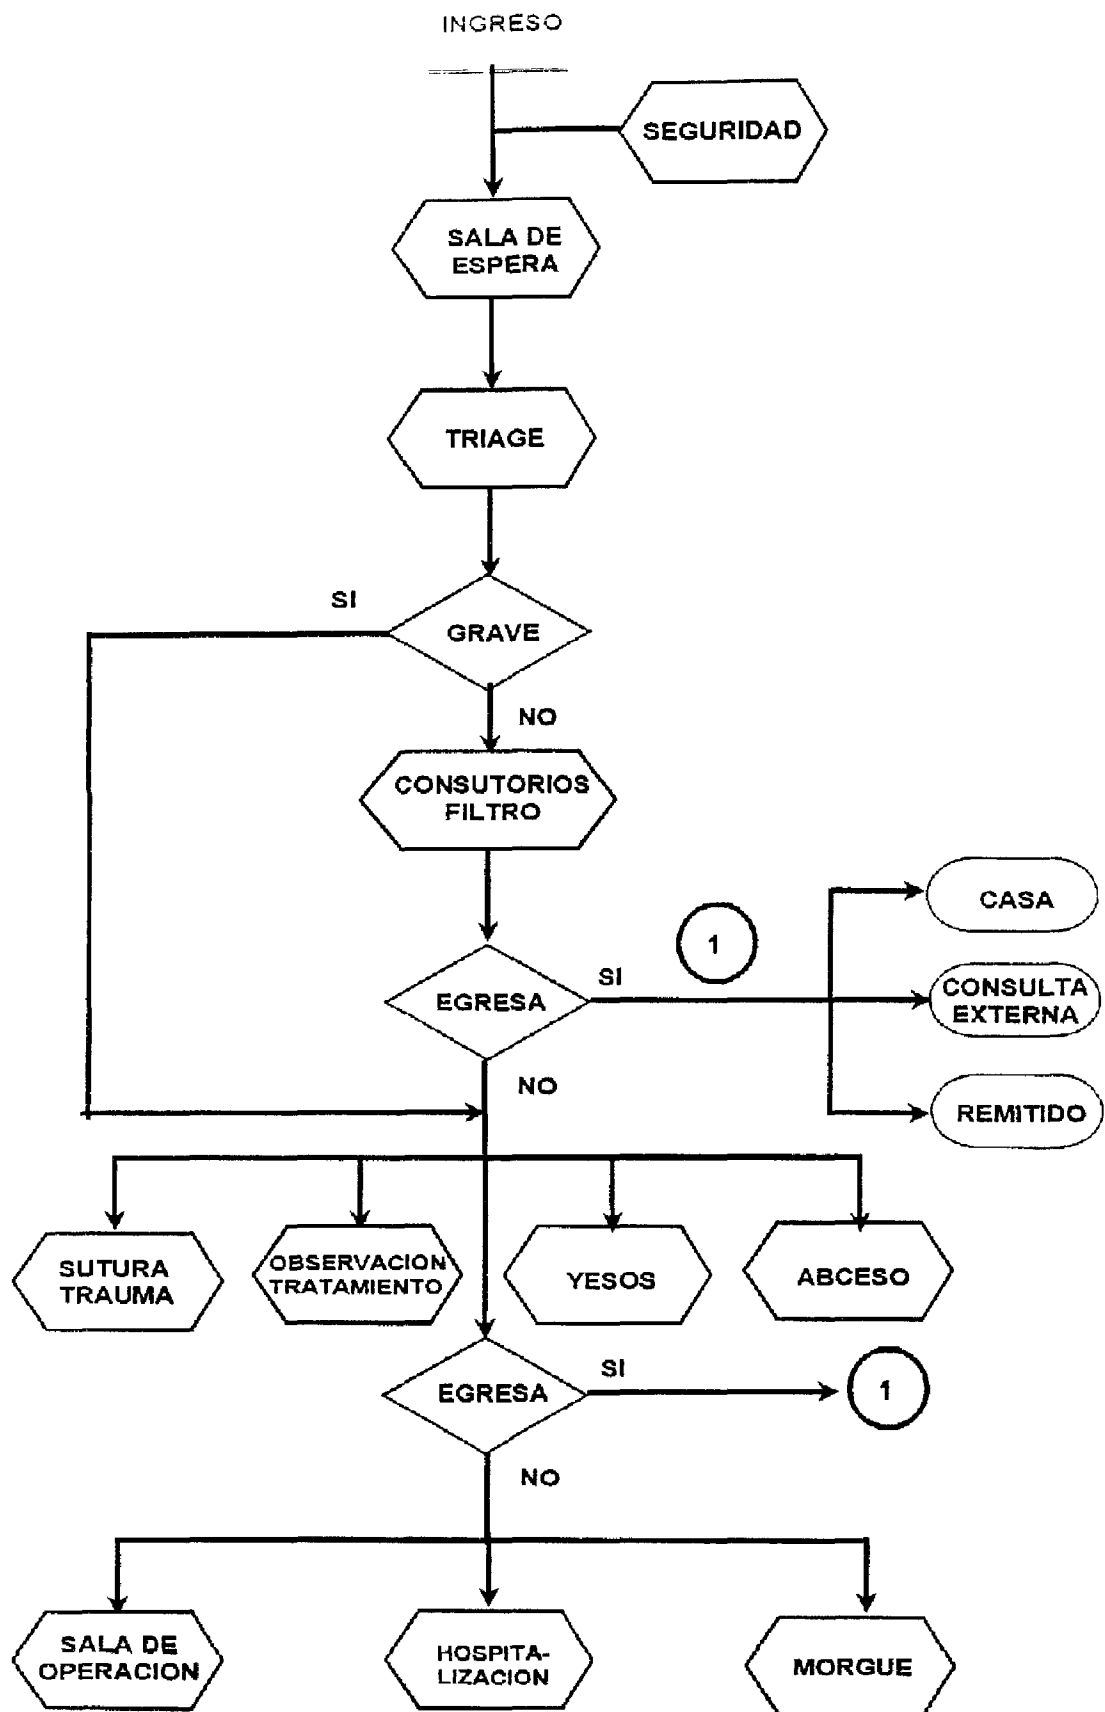 INGRESO
SEGURIDAD
SALA DE
ESPERA
TRIAGE
SI
GRAVE
NO
CONSUTORIOS
FILTRO
CASA
1
SI
EGRESA
CONSULTA
EXTERNA
NO
REMITIDO
SUTURA
TRAUMA
OBSERVACION
TRATAMIENTO
YESOS
ABCESO
SI
EGRESA
1
NO
SALA DE
OPERACION
HOSPITA-
LIZACION
MORGUE